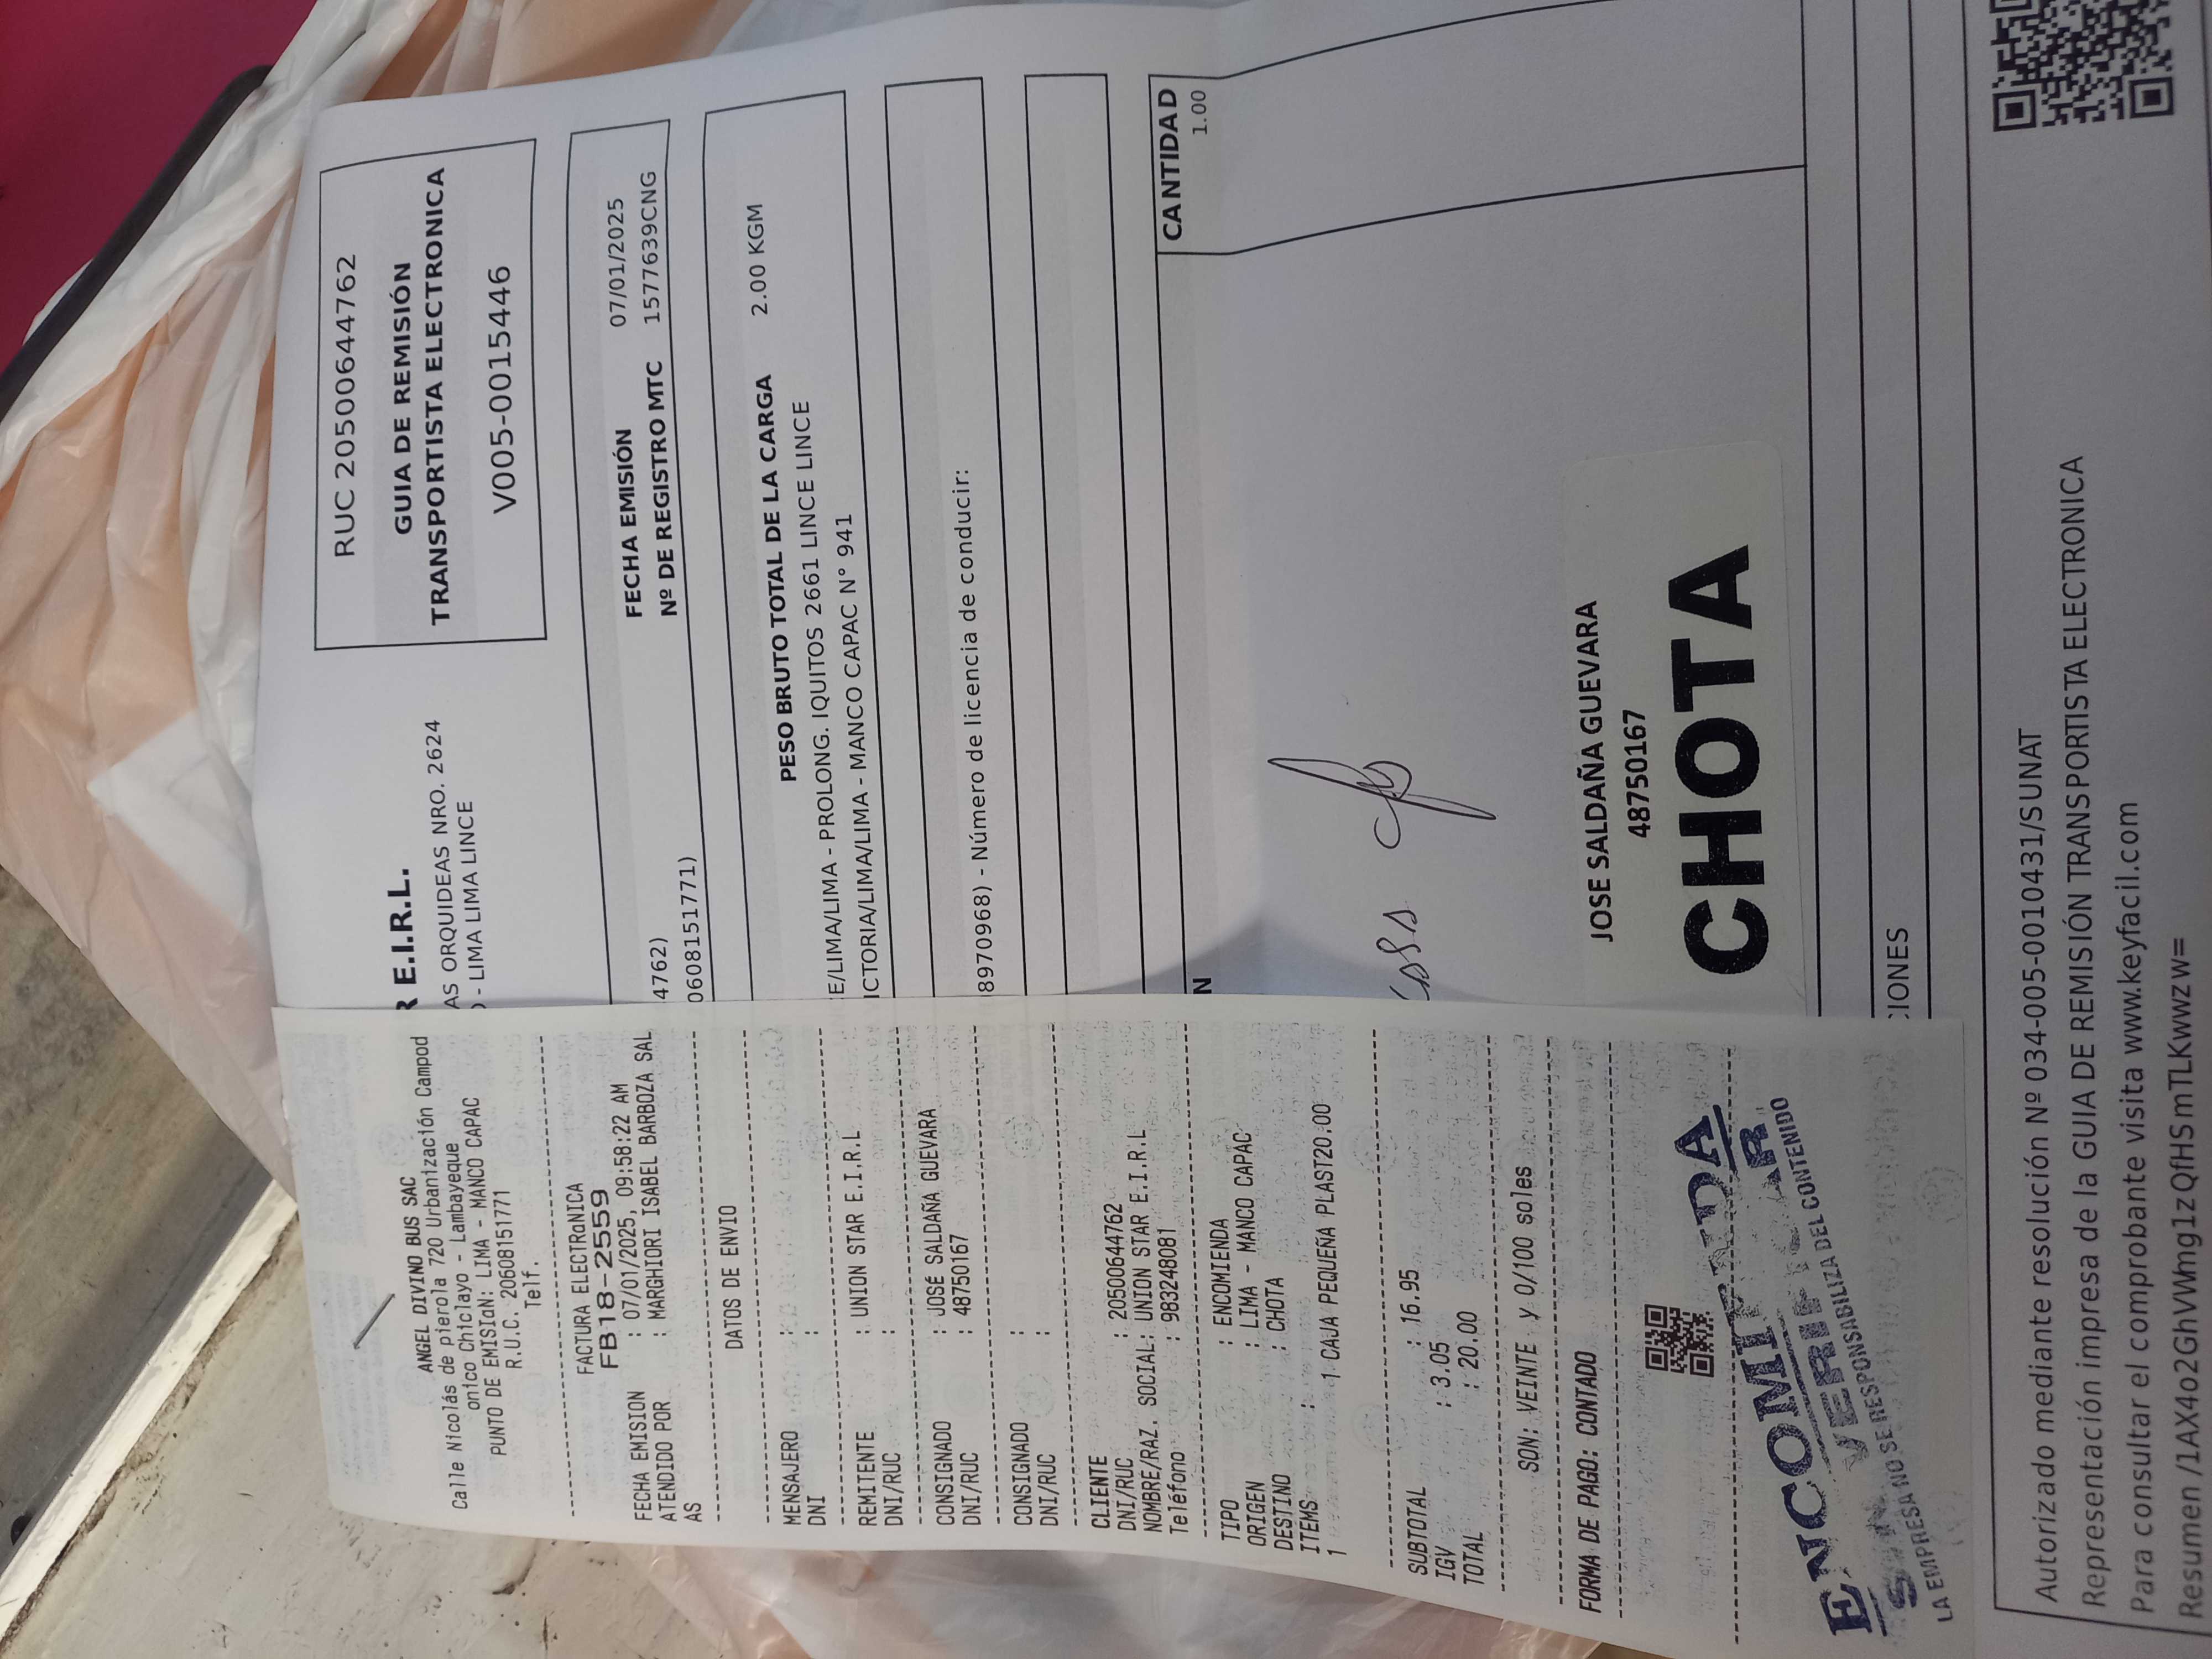 ANGEL DIVINO BUS SAC
Calle Nicolás de pierola 720 Urbanización Campod
onico Chiclayo - Lambayeque
PUNTO DE EMISIóN: LIMA - MANCO CAPAC
R.U.C. 20608151771
Telf.
FACTURA ELECTRóNICA
FB18-2559
FECHA EMISION : 07/01/2025, 09:58:22 AM
ATENDIDO POR : MARGHIORI ISABEL BARBOZA SAL
AS
DATOS DE ENVIO
MENSAJERO :
DNI :
REMITENTE : UNION STAR E.I.R.L
DNI/RUC :
CONSIGNADO : JOSÉ SALDAÑA GUEVARA
DNI/RUC : 48750167
CONSIGNADO :
DNI/RUC :
CLIENTE
DNI/RUC : 20500644762
NOMBRE/RAZ. SOCIAL: UNION STAR E.I.R.L
Teléfono : 983248081
TIPO : ENCOMIENDA
ORIGEN : LIMA - MANCO CAPAC
DESTINO : CHOTA
ITEMS :
1 1 CAJA PEQUEÑA PLAST20.00
SUBTOTAL : 16.95
IGV : 3.05
TOTAL : 20.00
SON: VEINTE y 0/100 soles
FORMA DE PAGO: CONTADO
ENCOMIENDA
SIN VERIFICAR
LA EMPRESA NO SE RESPONSABILIZA DEL CONTENIDO
R E.I.R.L.
AS ORQUIDEAS NRO. 2624
- LIMA LIMA LINCE
RUC 20500644762
GUIA DE REMISIÓN
TRANSPORTISTA ELECTRONICA
V005-0015446
FECHA EMISIÓN 07/01/2025
4762) Nº DE REGISTRO MTC 1577639CNG
0608151771)
PESO BRUTO TOTAL DE LA CARGA 2.00 KGM
E/LIMA/LIMA - PROLONG. IQUITOS 2661 LINCE LINCE
ICTORIA/LIMA/LIMA - MANCO CAPAC N° 941
8970968) - Número de licencia de conducir:
N CANTIDAD
1.00
JOSE SALDAÑA GUEVARA
48750167
CHOTA
CIONES
Autorizado mediante resolución Nº 034-005-0010431/SUNAT
Representación impresa de la GUIA DE REMISIÓN TRANSPORTISTA ELECTRONICA
Para consultar el comprobante visita www.keyfacil.com
Resumen /1AX4o2GhVWmg1zQfHSmTLKwwzw=